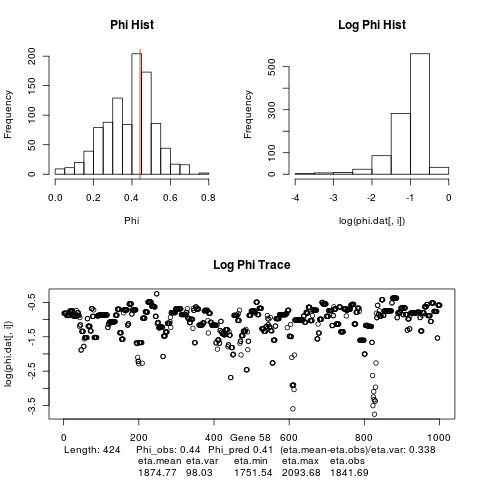 Phi Hist
Log Phi Hist
Frequency
0 50 100 150 200
0.0 0.2 0.4 0.6 0.8
Phi
Frequency
0 100 300 500
-4 -3 -2 -1 0
log(phi.dat[, i])
Log Phi Trace
log(phi.dat[, i])
-3.5 -2.5 -1.5 -0.5
0 200 400 600 800 1000
Gene 58
Length: 424 Phi_obs: 0.44 Phi_pred 0.41 (eta.mean-eta.obs)/eta.var: 0.338
eta.mean eta.var eta.min eta.max eta.obs
1874.77 98.03 1751.54 2093.68 1841.69